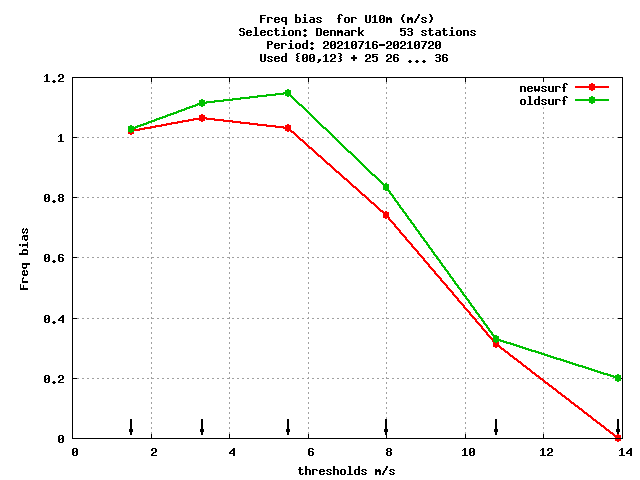 Freq bias  for U10m (m/s)
Selection: Denmark     53 stations
Period: 20210716-20210720
Used {00,12} + 25 26 ... 36
1.2
newsurf
oldsurf
1
0.8
0.6
0.4
0.2
0
Freq bias
0 2 4 6 8 10 12 14
thresholds m/s